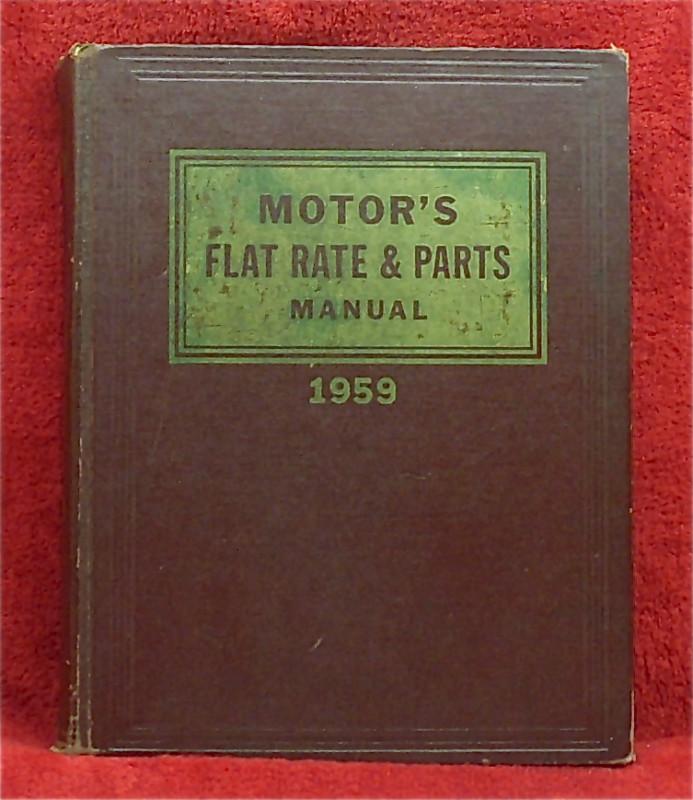 MOTOR'S
FLAT RATE & PARTS
MANUAL
1959